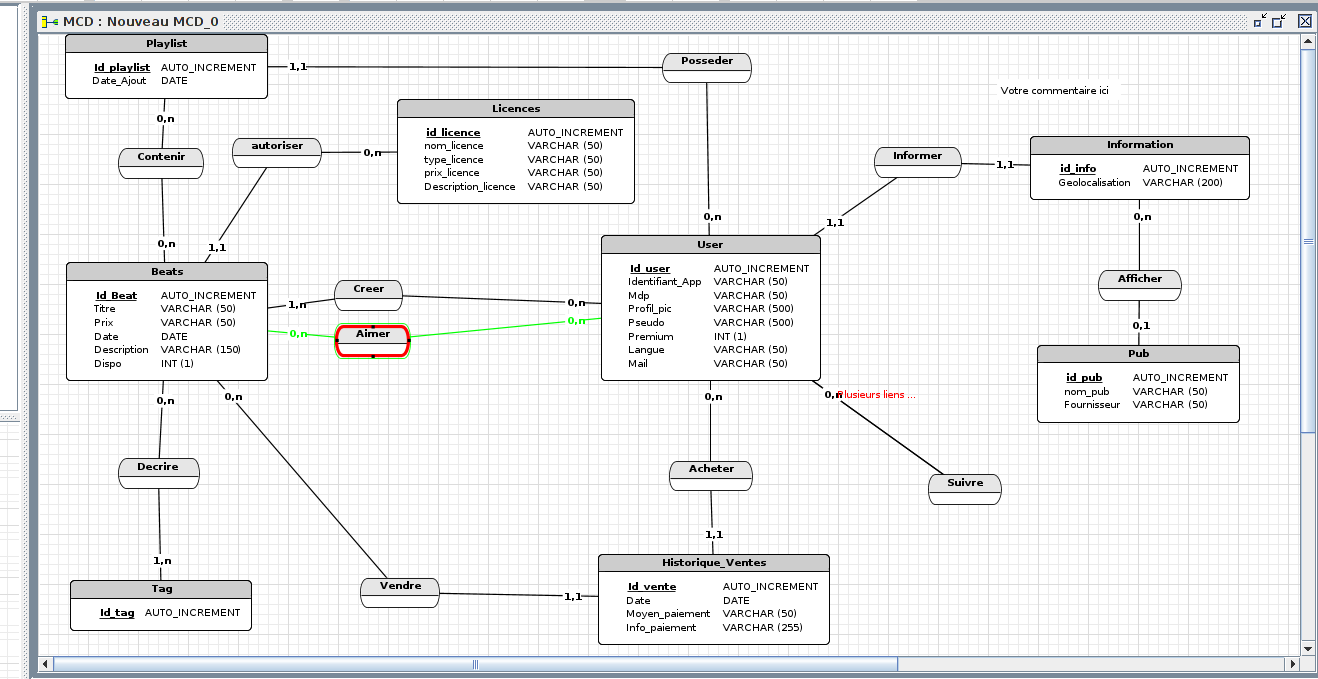 MCD : Nouveau MCD_0
Playlist
Id_playlist AUTO_INCREMENT
Date_Ajout DATE
1,1
Posseder
0,n
Votre commentaire ici
Licences
id_licence AUTO_INCREMENT
nom_licence VARCHAR (50)
type_licence VARCHAR (50)
prix_licence VARCHAR (50)
Description_licence VARCHAR (50)
0,n
Contenir
0,n
autoriser
0,n
1,1
Informer
1,1
1,1
Information
id_info AUTO_INCREMENT
Geolocalisation VARCHAR (200)
0,n
Afficher
0,1
Pub
id_pub AUTO_INCREMENT
nom_pub VARCHAR (50)
Fournisseur VARCHAR (50)
Beats
Id_Beat AUTO_INCREMENT
Titre VARCHAR (50)
Prix VARCHAR (50)
Date DATE
Description VARCHAR (150)
Dispo INT (1)
1,n
Creer
0,n
0,n
Aimer
0,n
User
Id_user AUTO_INCREMENT
Identifiant_App VARCHAR (50)
Mdp VARCHAR (50)
Profil_pic VARCHAR (500)
Pseudo VARCHAR (500)
Premium INT (1)
Langue VARCHAR (50)
Mail VARCHAR (50)
0,n
0,n
0,n
0,n
Plusieurs liens ...
Decrire
1,n
Tag
Id_tag AUTO_INCREMENT
Vendre
1,1
Acheter
1,1
Suivre
Historique_Ventes
Id_vente AUTO_INCREMENT
Date DATE
Moyen_paiement VARCHAR (50)
Info_paiement VARCHAR (255)